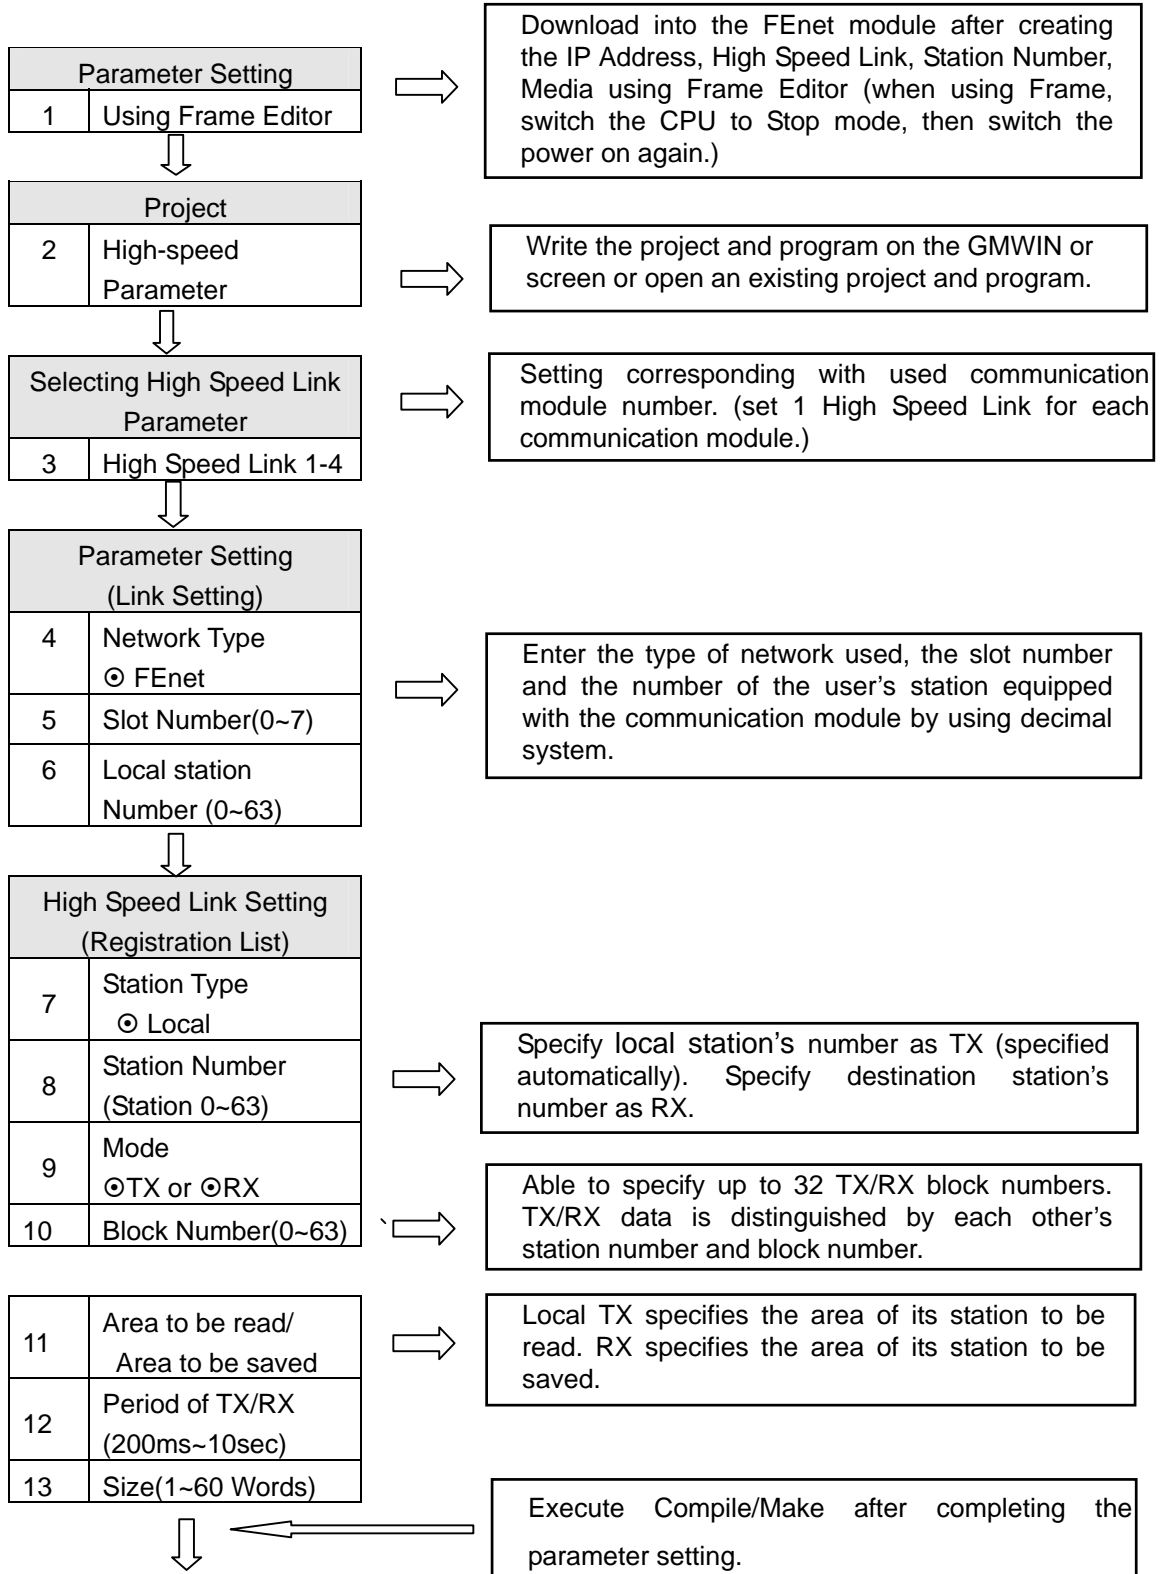 Parameter Setting
1 Using Frame Editor
Download into the FEnet module after creating
the IP Address, High Speed Link, Station Number,
Media using Frame Editor (when using Frame,
switch the CPU to Stop mode, then switch the
power on again.)
Project
2 High-speed
Parameter
Write the project and program on the GMWIN or
screen or open an existing project and program.
Selecting High Speed Link
Parameter
3 High Speed Link 1-4
Setting corresponding with used communication
module number. (set 1 High Speed Link for each
communication module.)
Parameter Setting
(Link Setting)
4 Network Type
⊙ FEnet
5 Slot Number(0~7)
6 Local station
Number (0~63)
Enter the type of network used, the slot number
and the number of the user's station equipped
with the communication module by using decimal
system.
High Speed Link Setting
(Registration List)
7 Station Type
⊙ Local
8 Station Number
(Station 0~63)
9 Mode
⊙TX or ⊙RX
10 Block Number(0~63)
Specify local station's number as TX (specified
automatically). Specify destination station's
number as RX.
`
Able to specify up to 32 TX/RX block numbers.
TX/RX data is distinguished by each other's
station number and block number.
11 Area to be read/
Area to be saved
12 Period of TX/RX
(200ms~10sec)
13 Size(1~60 Words)
Local TX specifies the area of its station to be
read. RX specifies the area of its station to be
saved.
Execute Compile/Make after completing the
parameter setting.